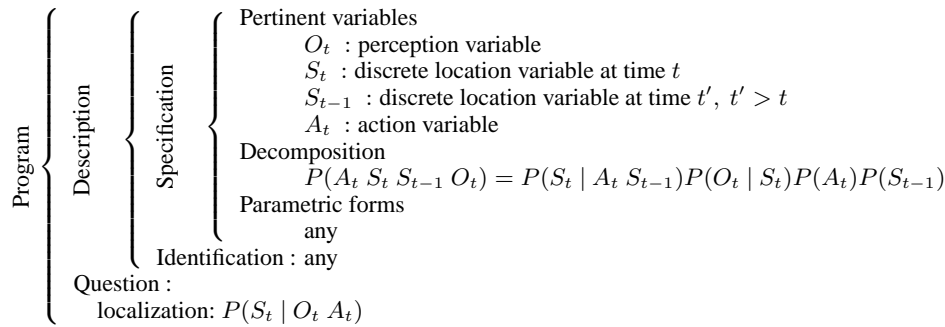 Program
Description
Specification
Pertinent variables
O_t : perception variable
S_t : discrete location variable at time t
S_{t−1} : discrete location variable at time t′, t′ > t
A_t : action variable
Decomposition
P(A_t S_t S_{t−1} O_t) = P(S_t | A_t S_{t−1})P(O_t | S_t)P(A_t)P(S_{t−1})
Parametric forms
any
Identification : any
Question :
localization: P(S_t | O_t A_t)